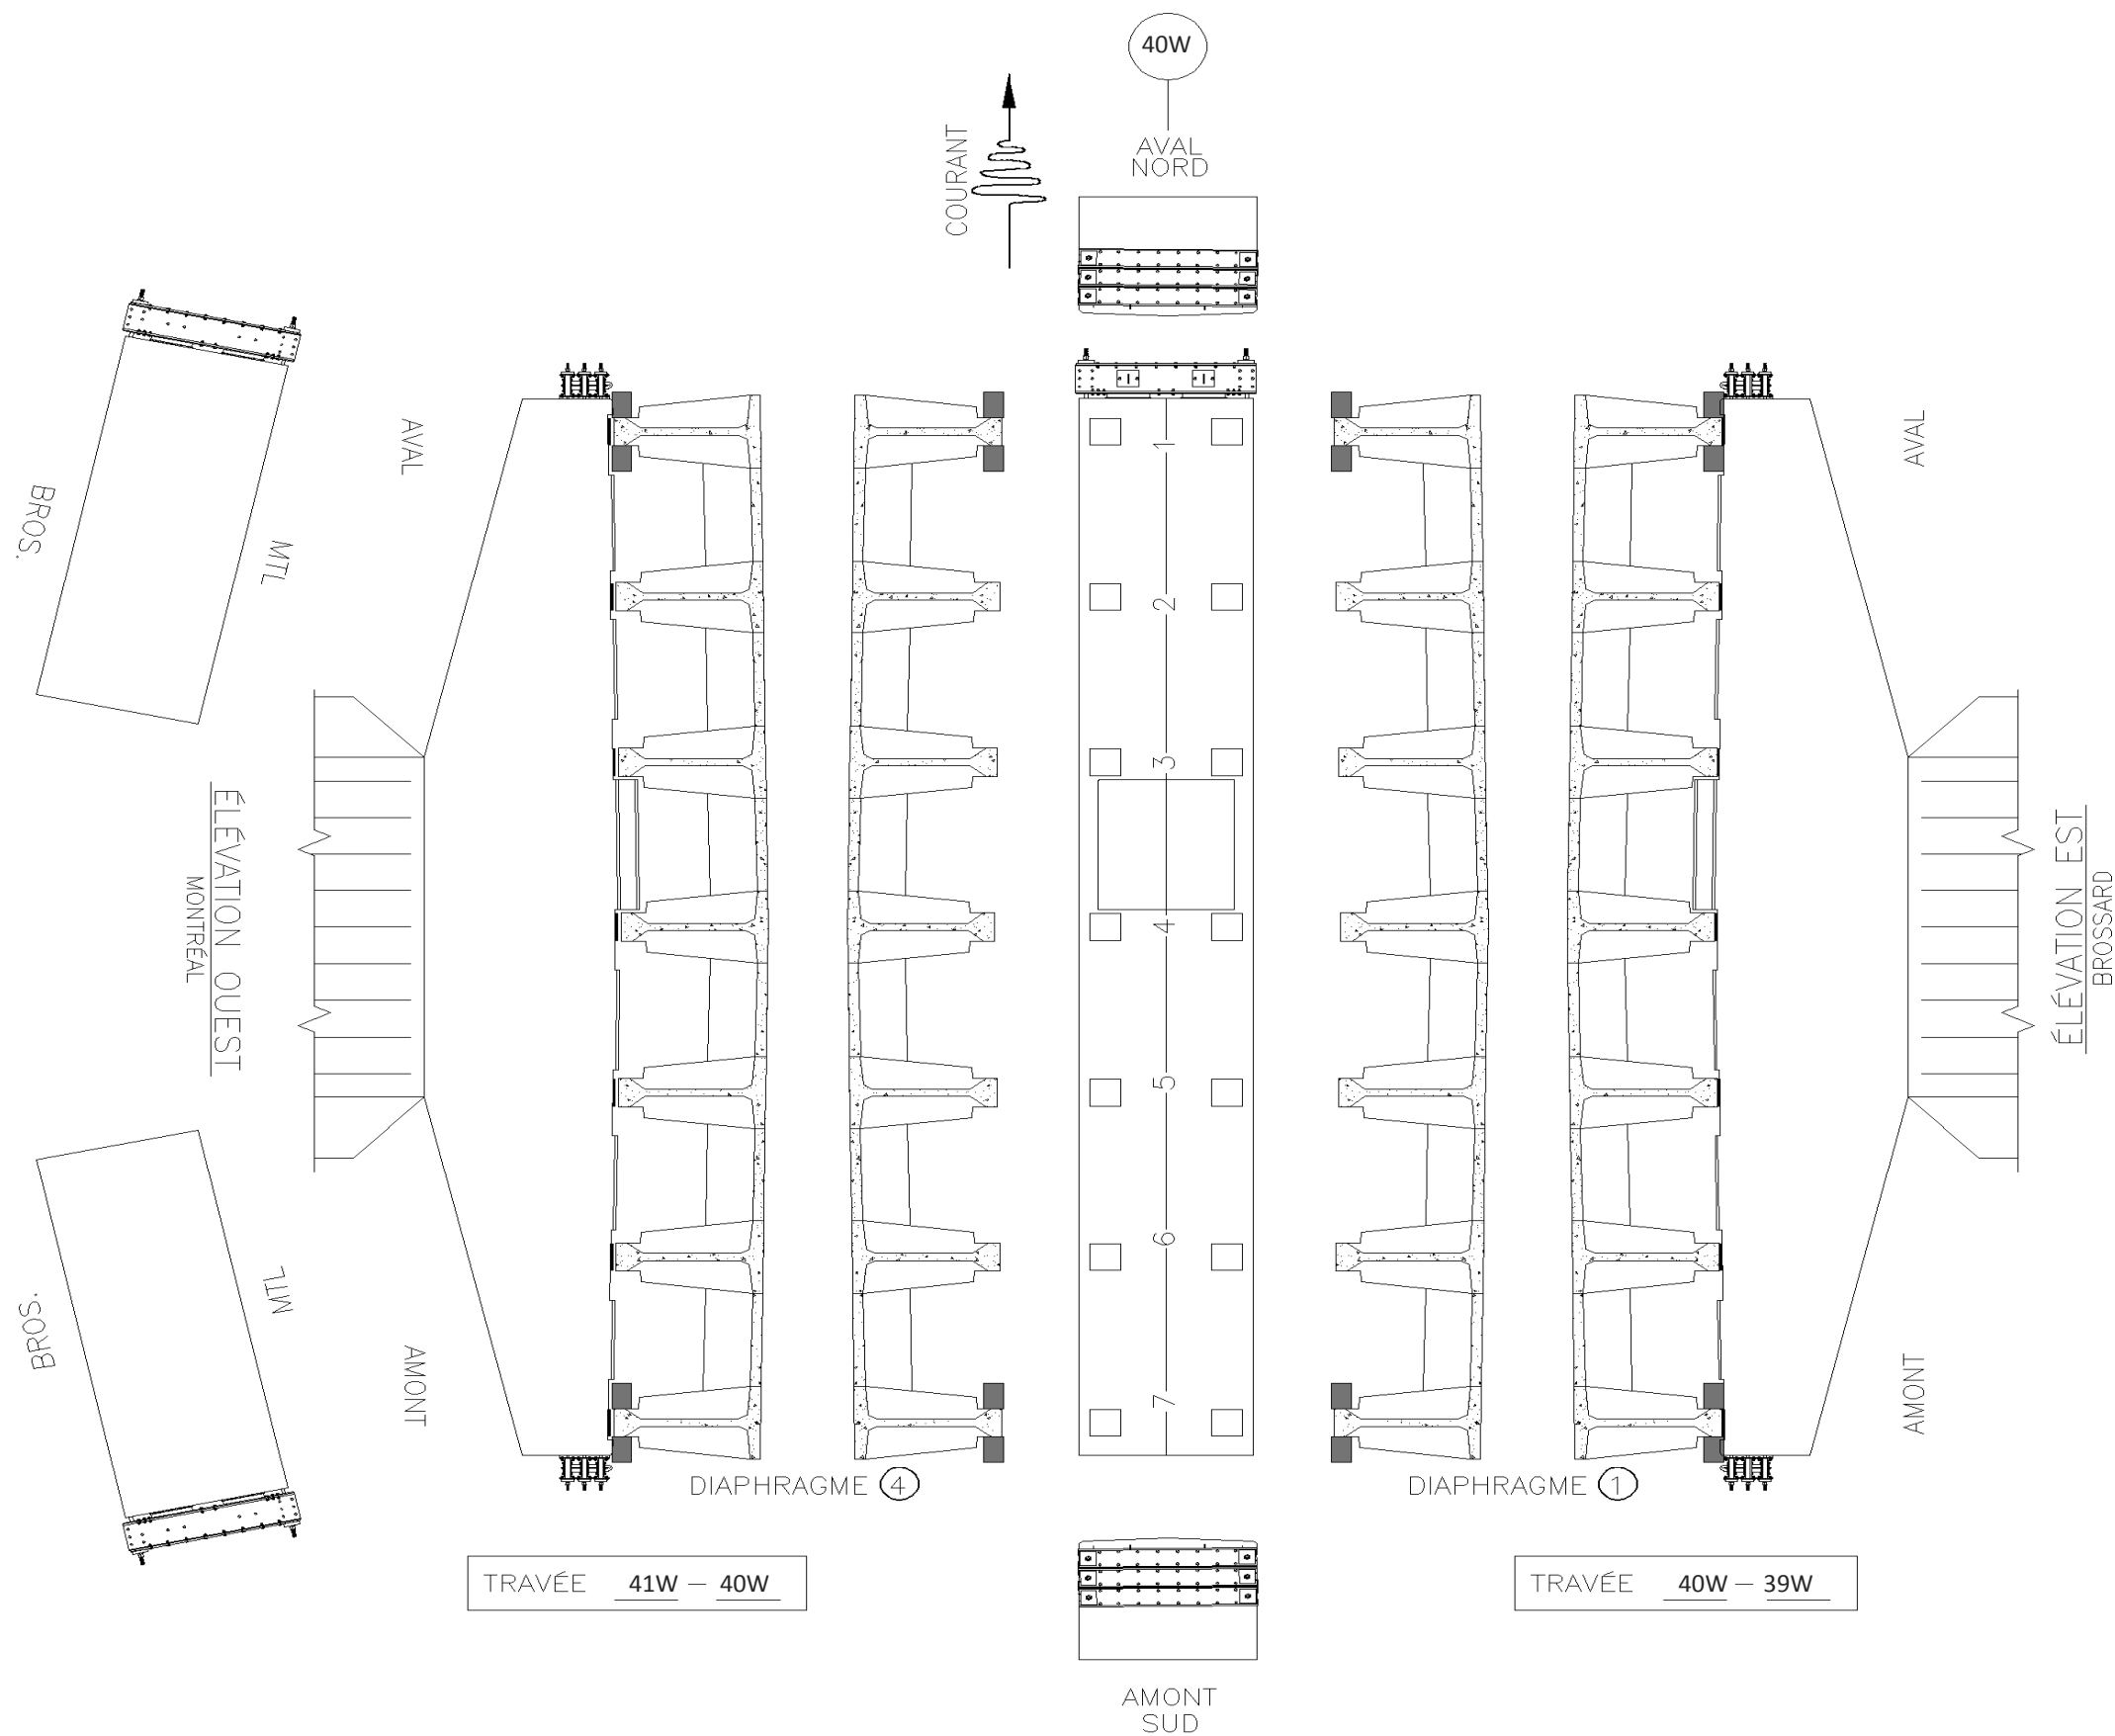 40W
AVAL
NORD
COURANT
BROS.
MTL
AVAL
AVAL
1
2
3
4
5
6
7
ÉLÉVATION OUEST
MONTRÉAL
ÉLÉVATION EST
BROSSARD
BROS.
MTL
AMONT
AMONT
DIAPHRAGME 4
DIAPHRAGME 1
TRAVÉE 41W – 40W
TRAVÉE 40W – 39W
AMONT
SUD